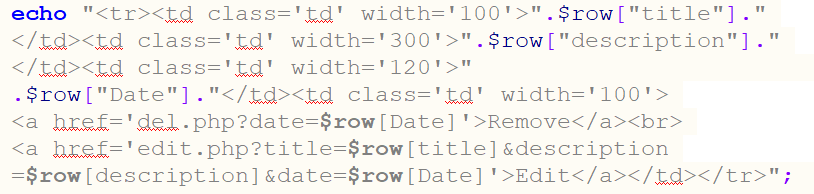 echo "<tr><td class='td' width='100'>".$row["title"]."
</td><td class='td' width='300'>".$row["description"]."
</td><td class='td' width='120'>"
.$row["Date"]."</td><td class='td' width='100'>
<a href='del.php?date=$row[Date]'>Remove</a><br>
<a href='edit.php?title=$row[title]&description
=$row[description]&date=$row[Date]'>Edit</a></td></tr>";